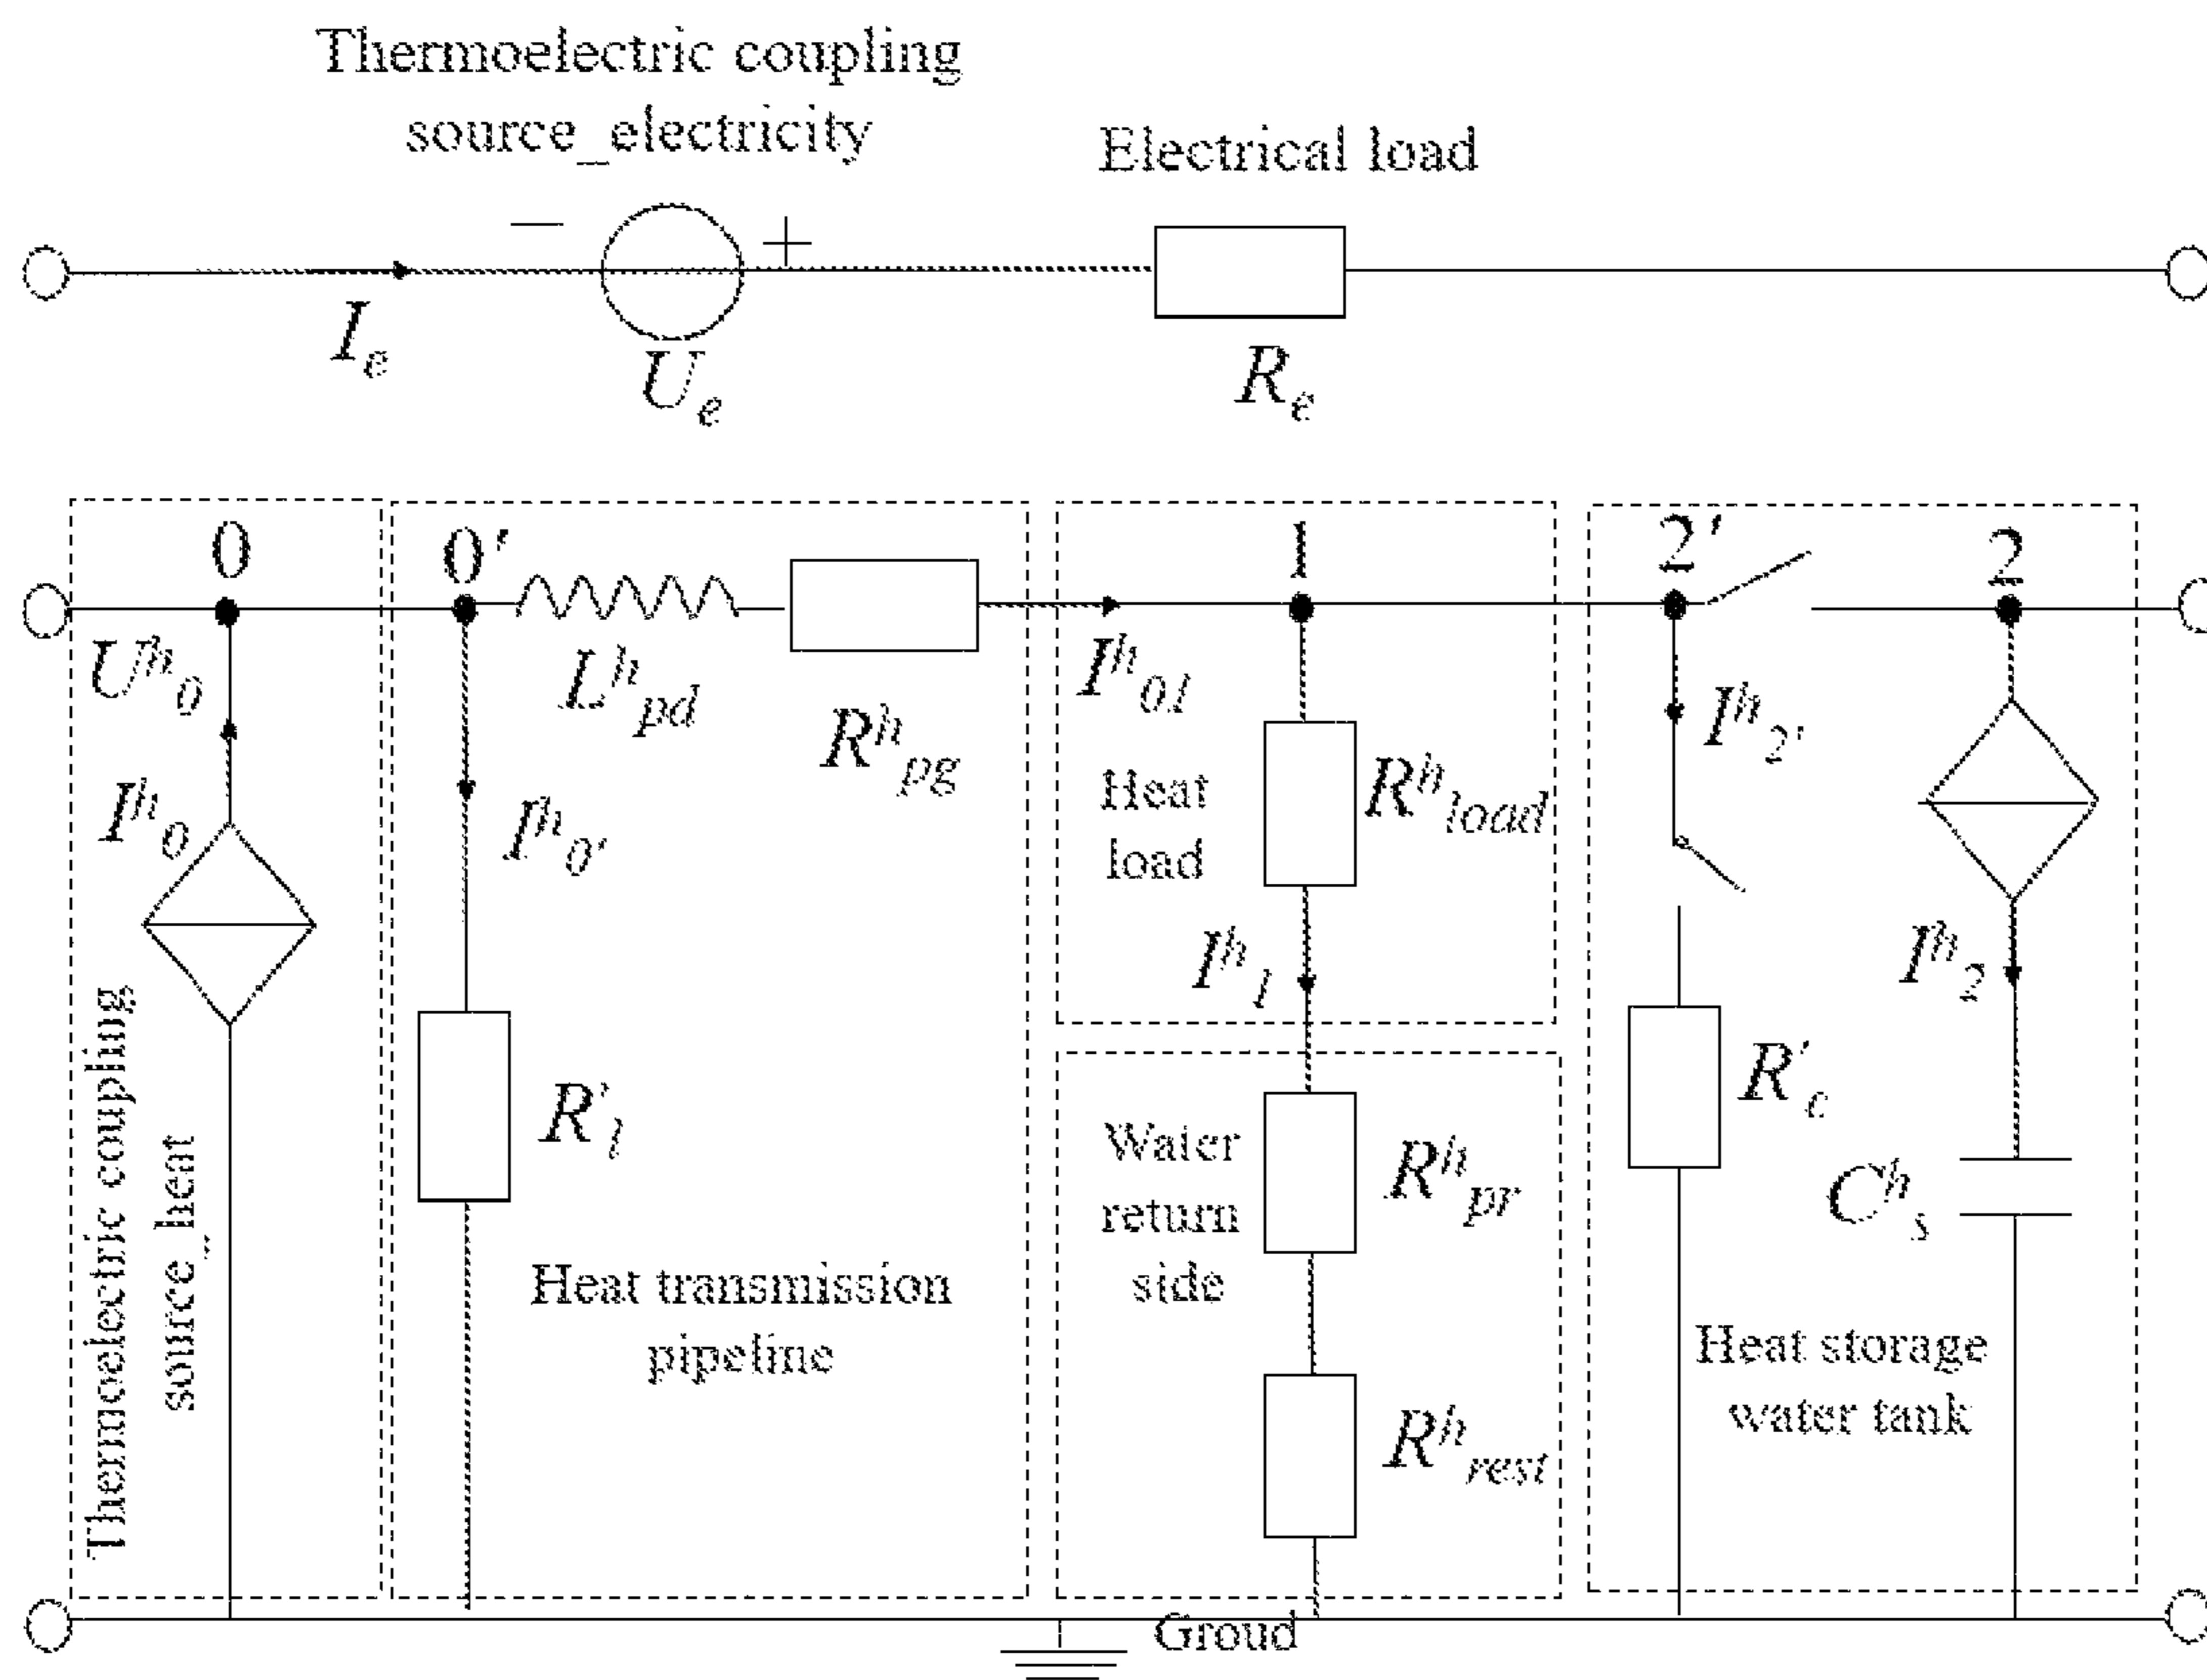 Thermoelectric coupling
source_electricity
Electrical load
− +
I_e
U_e
R_e
0
0'
1
2'
2
U^h_0
L^h_pd
R^h_pg
I^h_01
I^h_2'
I^h_0
I^h_0'
Heat
load
R^h_load
I^h_1
I^h_2
Thermoelectric coupling
source_heat
R'_l
Water
return
side
R^h_pr
R'_c
C^h_s
Heat transmission
pipeline
R^h_rest
Heat storage
water tank
Groud